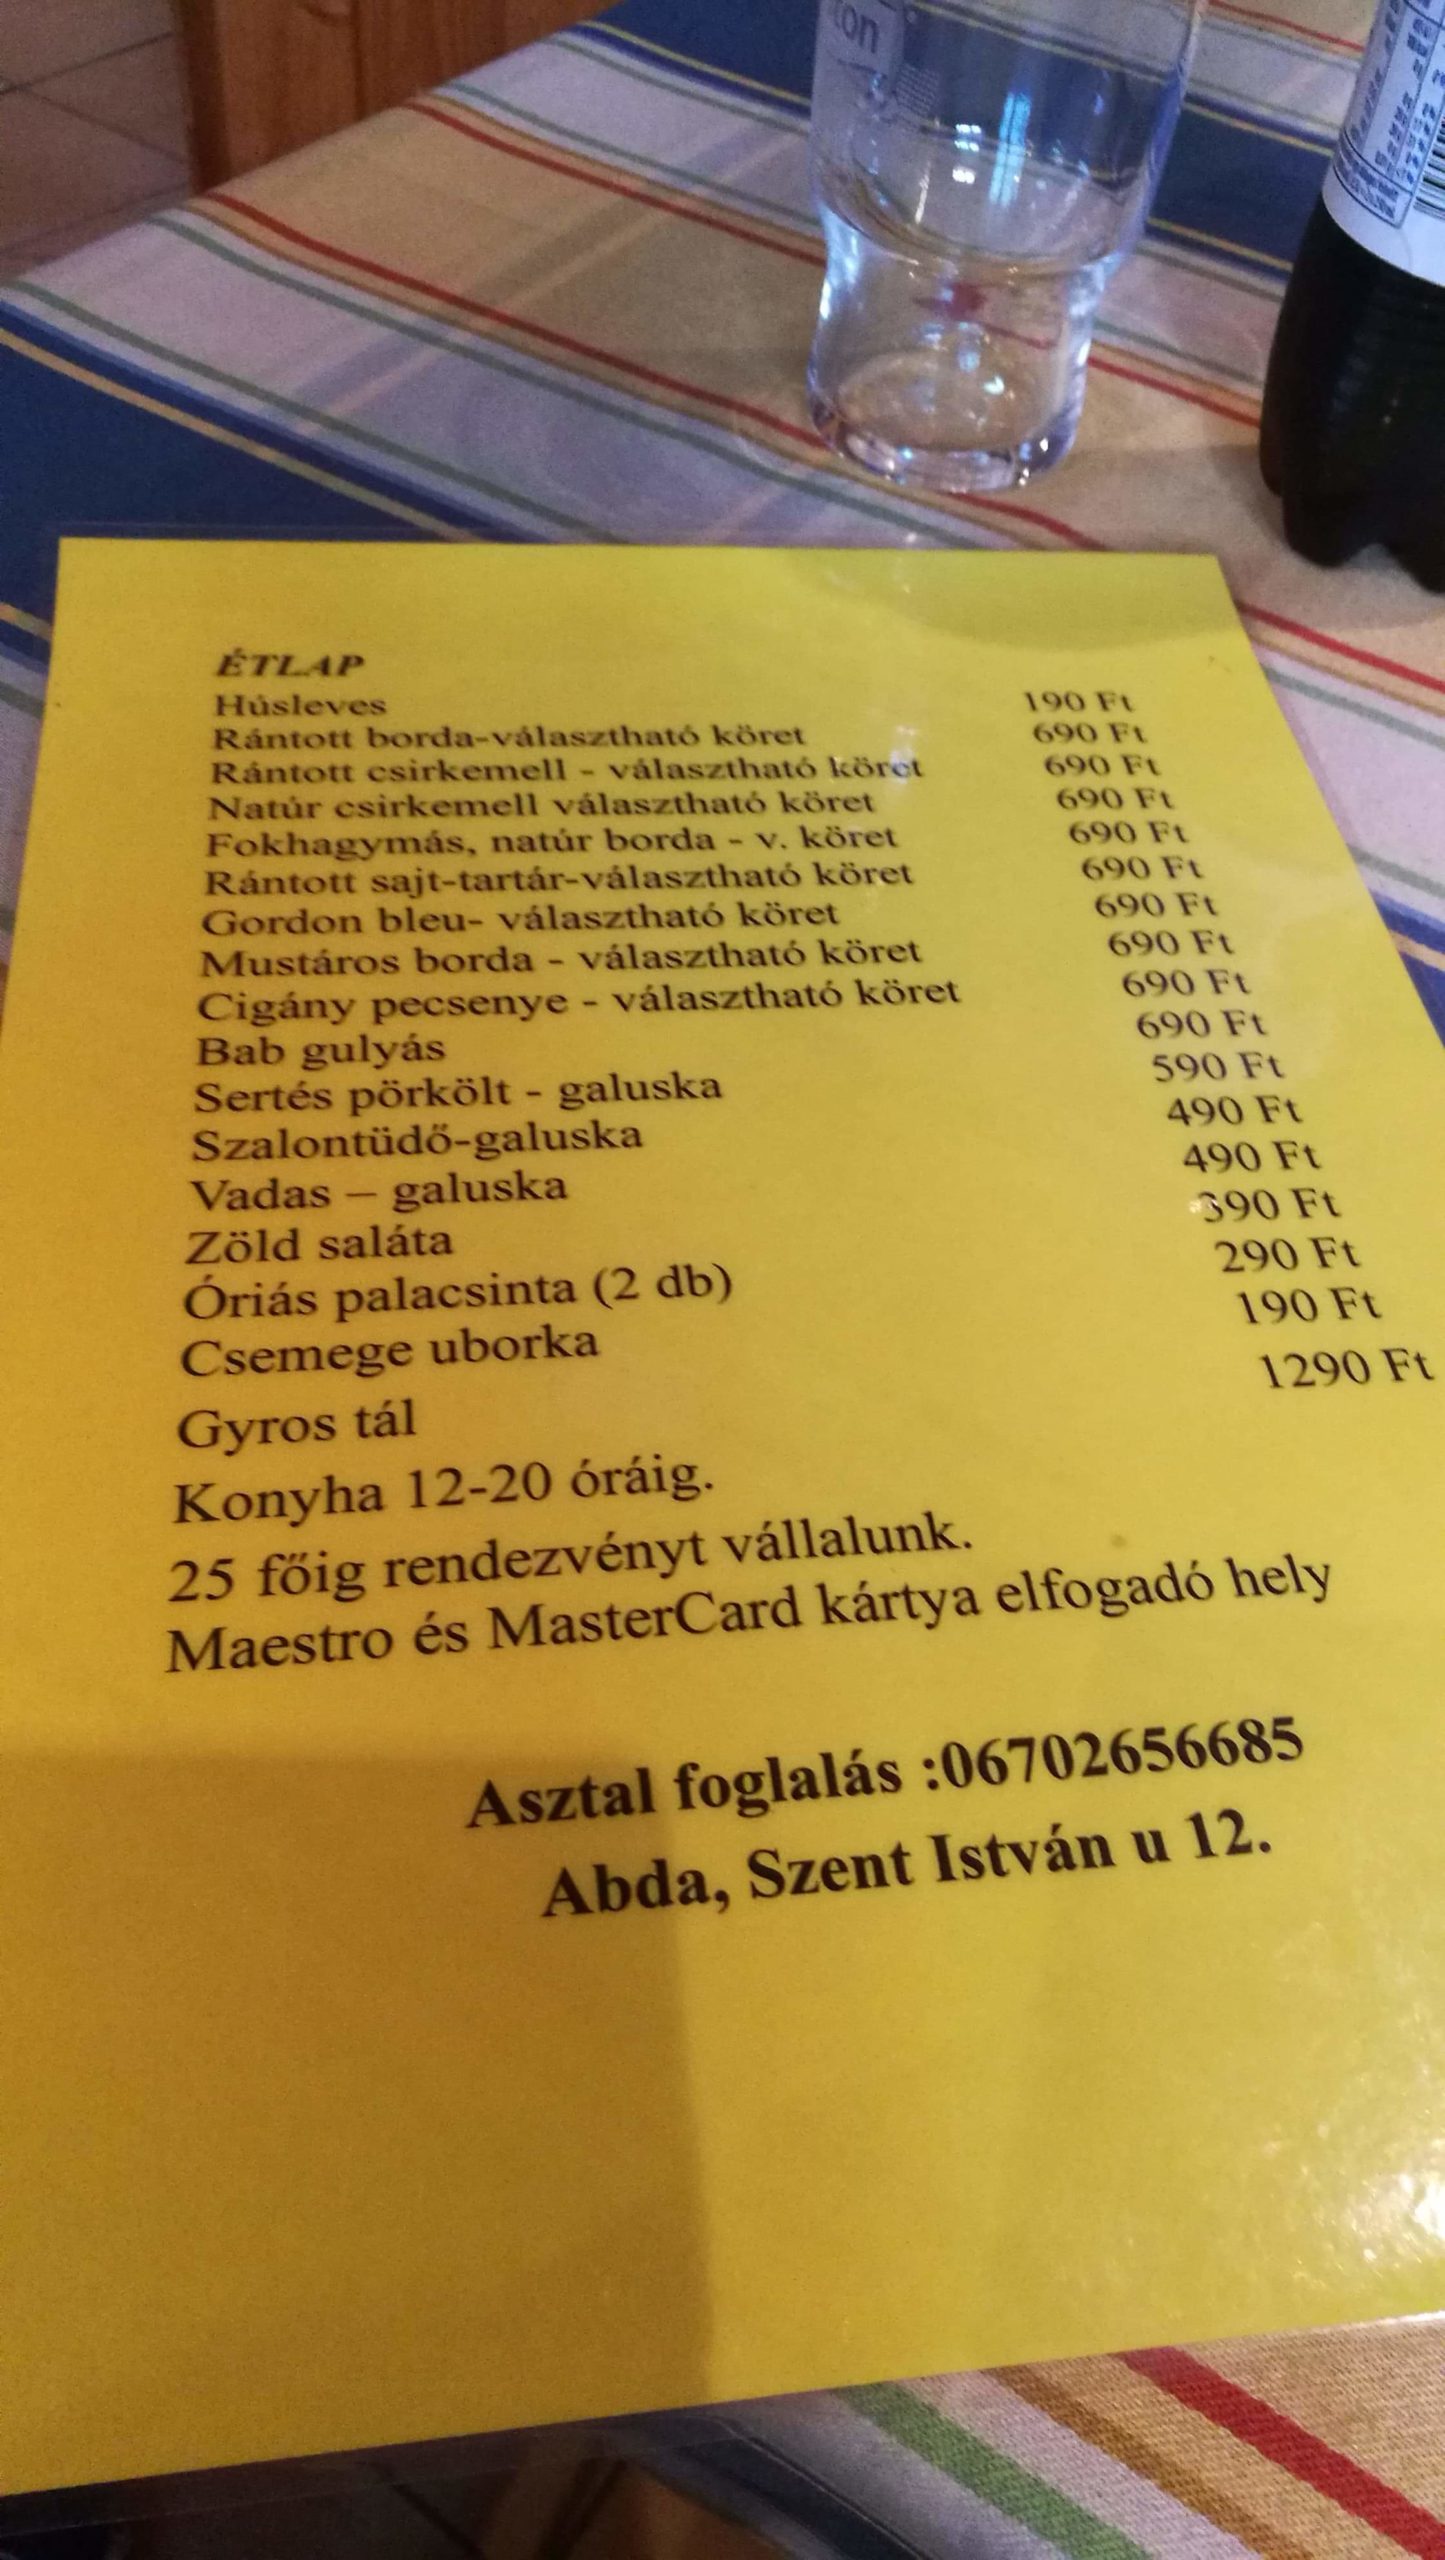 ÉTLAP
Húsleves 190 Ft
Rántott borda-választható köret 690 Ft
Rántott csirkemell - választható köret 690 Ft
Natúr csirkemell választható köret 690 Ft
Fokhagymás, natúr borda - v. köret 690 Ft
Rántott sajt-tartár-választható köret 690 Ft
Gordon bleu- választható köret 690 Ft
Mustáros borda - választható köret 690 Ft
Cigány pecsenye - választható köret 690 Ft
Bab gulyás 690 Ft
Sertés pörkölt - galuska 590 Ft
Szalontüdő-galuska 490 Ft
Vadas – galuska 490 Ft
Zöld saláta 390 Ft
Óriás palacsinta (2 db) 290 Ft
Csemege uborka 190 Ft
Gyros tál 1290 Ft
Konyha 12-20 óráig.
25 főig rendezvényt vállalunk.
Maestro és MasterCard kártya elfogadó hely
Asztal foglalás :06702656685
Abda, Szent István u 12.